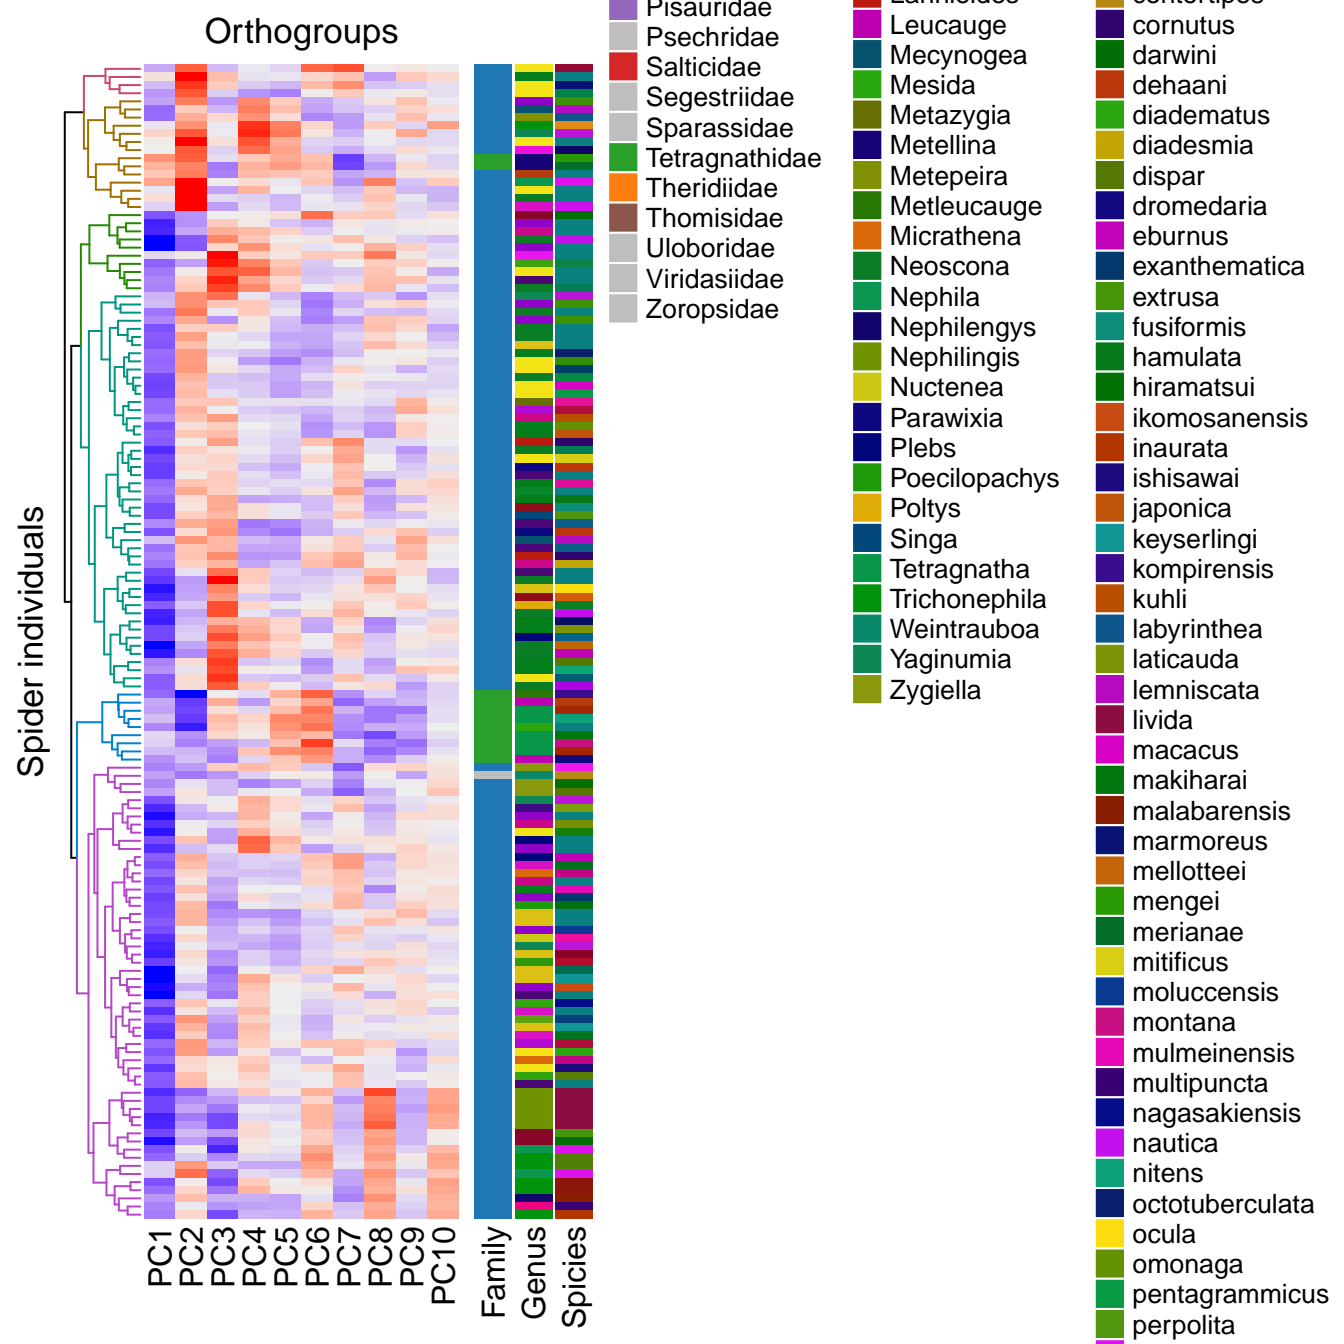 Orthogroups
Spider individuals
PC1
PC2
PC3
PC4
PC5
PC6
PC7
PC8
PC9
PC10
Family
Genus
Spicies
Pisauridae
Psechridae
Salticidae
Segestriidae
Sparassidae
Tetragnathidae
Theridiidae
Thomisidae
Uloboridae
Viridasiidae
Zoropsidae
Leucauge
Mecynogea
Mesida
Metazygia
Metellina
Metepeira
Metleucauge
Micrathena
Neoscona
Nephila
Nephilengys
Nephilingis
Nuctenea
Parawixia
Plebs
Poecilopachys
Poltys
Singa
Tetragnatha
Trichonephila
Weintrauboa
Yaginumia
Zygiella
cornutus
darwini
dehaani
diadematus
diadesmia
dispar
dromedaria
eburnus
exanthematica
extrusa
fusiformis
hamulata
hiramatsui
ikomosanensis
inaurata
ishisawai
japonica
keyserlingi
kompirensis
kuhli
labyrinthea
laticauda
lemniscata
livida
macacus
makiharai
malabarensis
marmoreus
mellotteei
mengei
merianae
mitificus
moluccensis
montana
mulmeinensis
multipuncta
nagasakiensis
nautica
nitens
octotuberculata
ocula
omonaga
pentagrammicus
perpolita